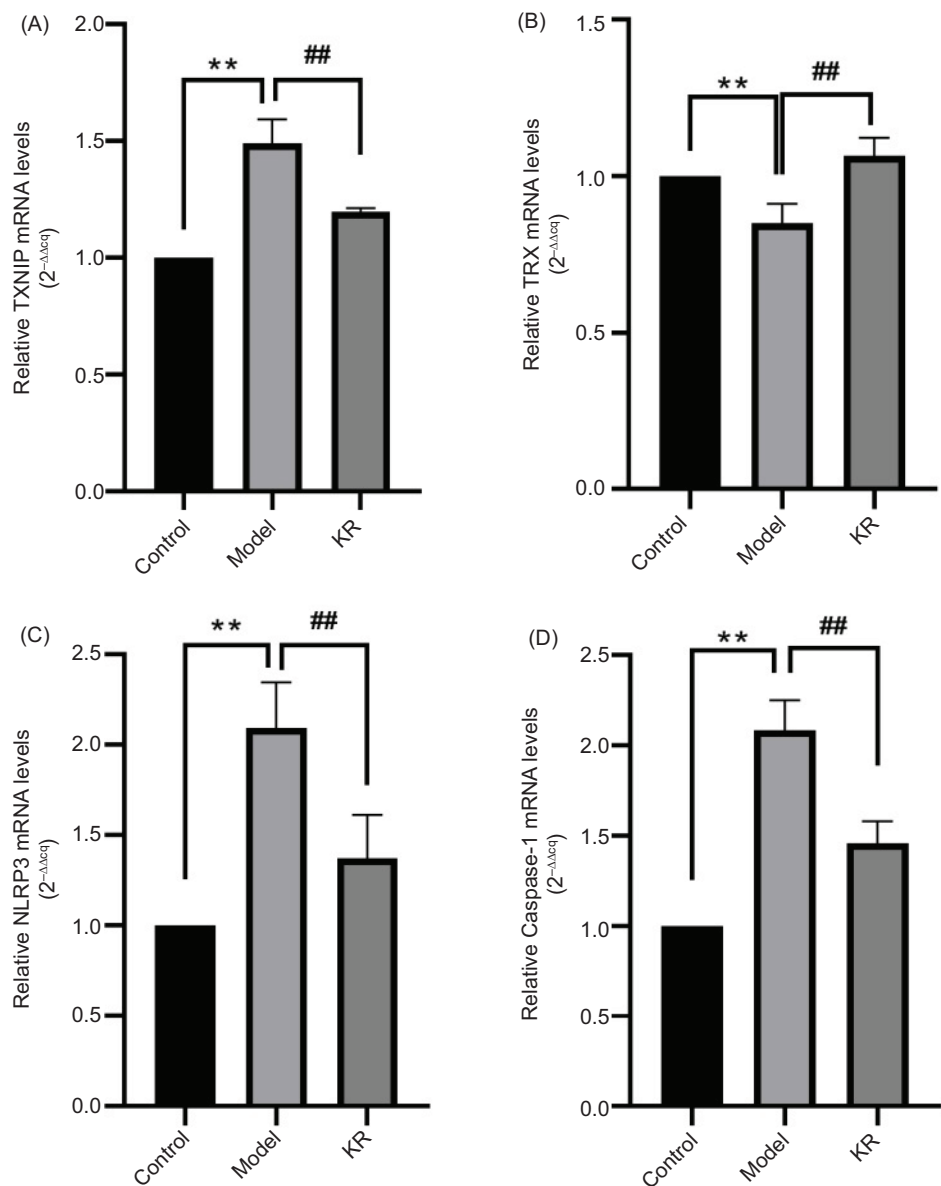 (A)
Relative TXNIP mRNA levels
(2^−ΔΔcq)
2.0
1.5
1.0
0.5
0.0
**
##
Control
Model
KR
(B)
Relative TRX mRNA levels
(2^−ΔΔcq)
1.5
1.0
0.5
0.0
**
##
Control
Model
KR
(C)
Relative NLRP3 mRNA levels
(2^−ΔΔcq)
2.5
2.0
1.5
1.0
0.5
0.0
**
##
Control
Model
KR
(D)
Relative Caspase-1 mRNA levels
(2^−ΔΔcq)
2.5
2.0
1.5
1.0
0.5
0.0
**
##
Control
Model
KR